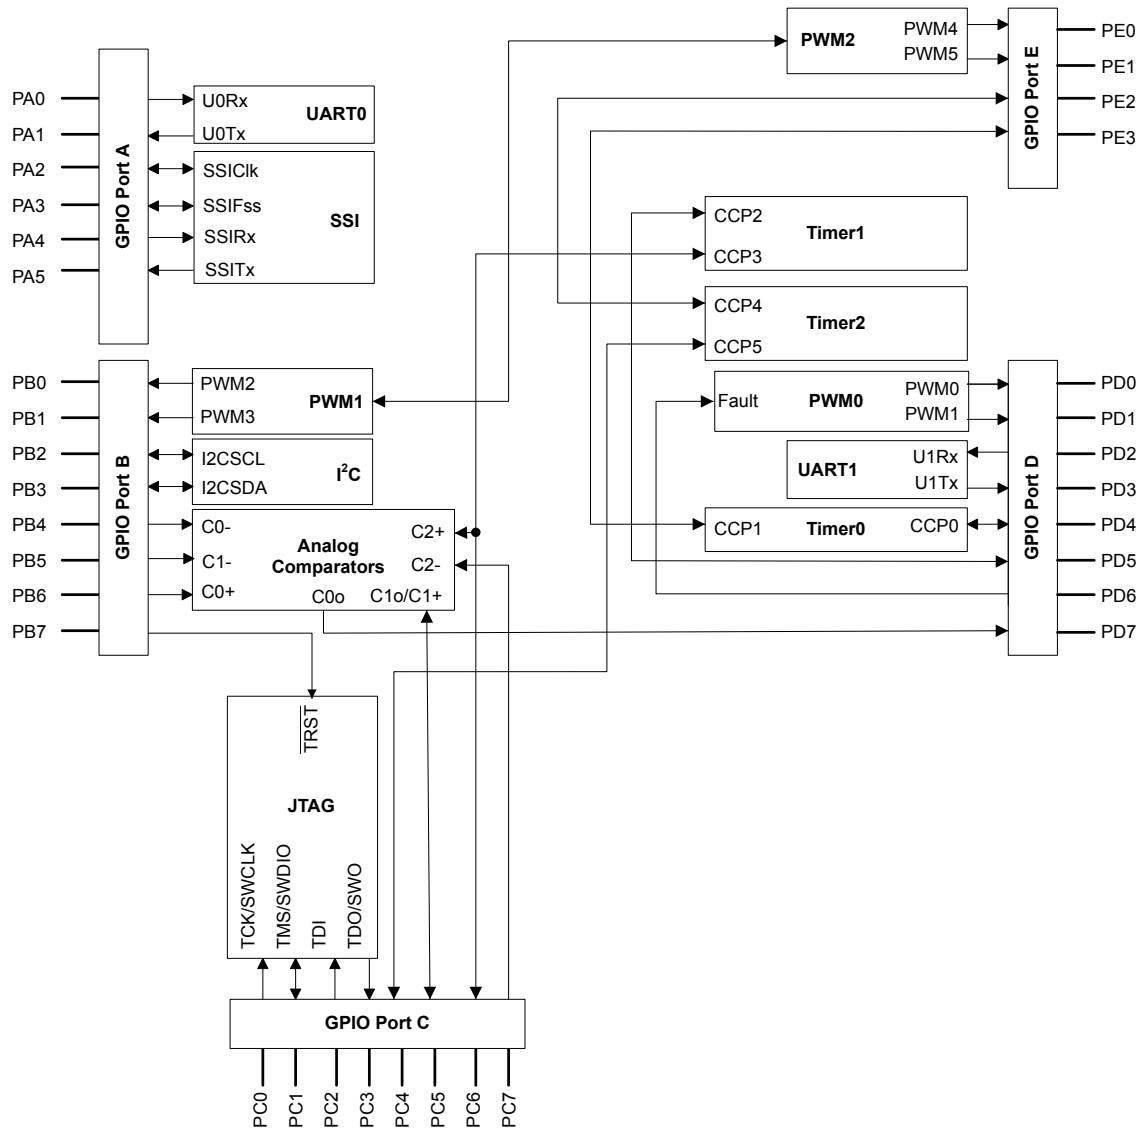 PA0
PA1
PA2
PA3
PA4
PA5
GPIO Port A
U0Rx
U0Tx
UART0
SSIClk
SSIFss
SSIRx
SSITx
SSI
PB0
PB1
PB2
PB3
PB4
PB5
PB6
PB7
GPIO Port B
PWM2
PWM3
PWM1
I2CSCL
I2CSDA
I²C
C0-
C1-
C0+
Analog
Comparators
C2+
C2-
C0o
C1o/C1+
TRST
JTAG
TCK/SWCLK
TMS/SWDIO
TDI
TDO/SWO
GPIO Port C
PC0
PC1
PC2
PC3
PC4
PC5
PC6
PC7
PWM2
PWM4
PWM5
GPIO Port E
PE0
PE1
PE2
PE3
CCP2
CCP3
Timer1
CCP4
CCP5
Timer2
Fault
PWM0
PWM0
PWM1
UART1
U1Rx
U1Tx
CCP1
Timer0
CCP0
GPIO Port D
PD0
PD1
PD2
PD3
PD4
PD5
PD6
PD7